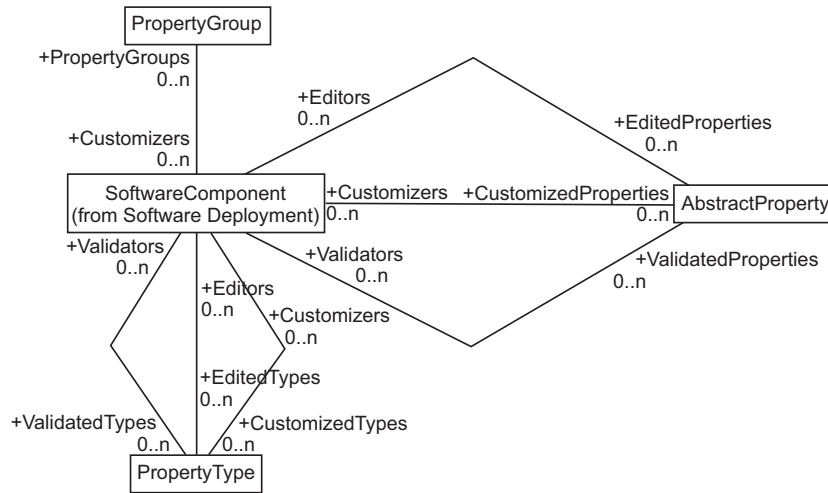 PropertyGroup
+PropertyGroups
0..n
+Customizers
0..n
+Editors
0..n
+EditedProperties
0..n
SoftwareComponent
(from Software Deployment)
+Customizers
0..n
+CustomizedProperties
0..n
AbstractProperty
+Validators
0..n
+Validators
0..n
+ValidatedProperties
0..n
+Editors
0..n
+Customizers
0..n
+EditedTypes
0..n
+ValidatedTypes
0..n
+CustomizedTypes
0..n
PropertyType